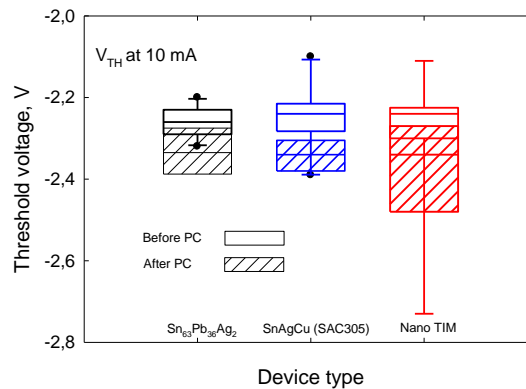 -2,0
V_TH at 10 mA
-2,2
-2,4
-2,6
-2,8
Threshold voltage, V
Before PC
After PC
Sn63Pb36Ag2
SnAgCu (SAC305)
Nano TIM
Device type